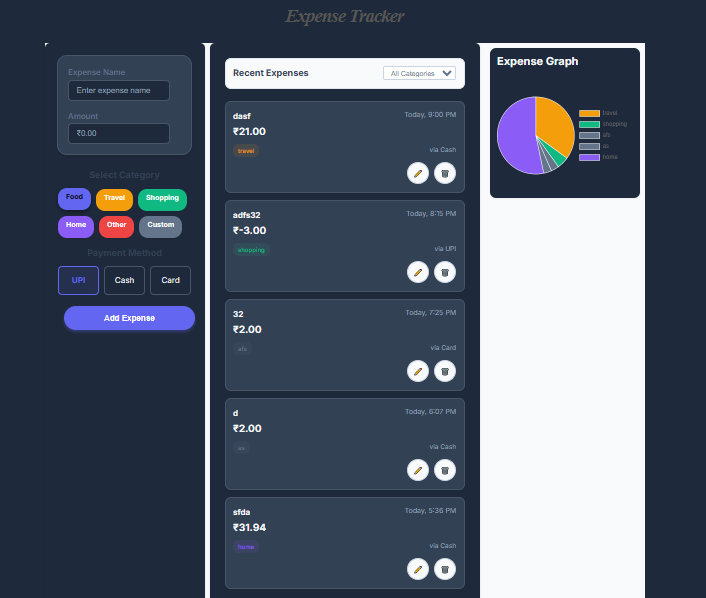 Expense Tracker
Expense Name
Enter expense name
Amount
₹0.00
Select Category
Food Travel Shopping
Home Other Custom
Payment Method
UPI Cash Card
Add Expense
Recent Expenses All Categories
dasf Today, 9:00 PM
₹21.00
travel via Cash
adfs32 Today, 8:15 PM
₹-3.00
shopping via UPI
32 Today, 7:25 PM
₹2.00
afs via Card
d Today, 6:07 PM
₹2.00
as via Cash
sfda Today, 5:36 PM
₹31.94
home via Cash
Expense Graph
travel
shopping
afs
as
home